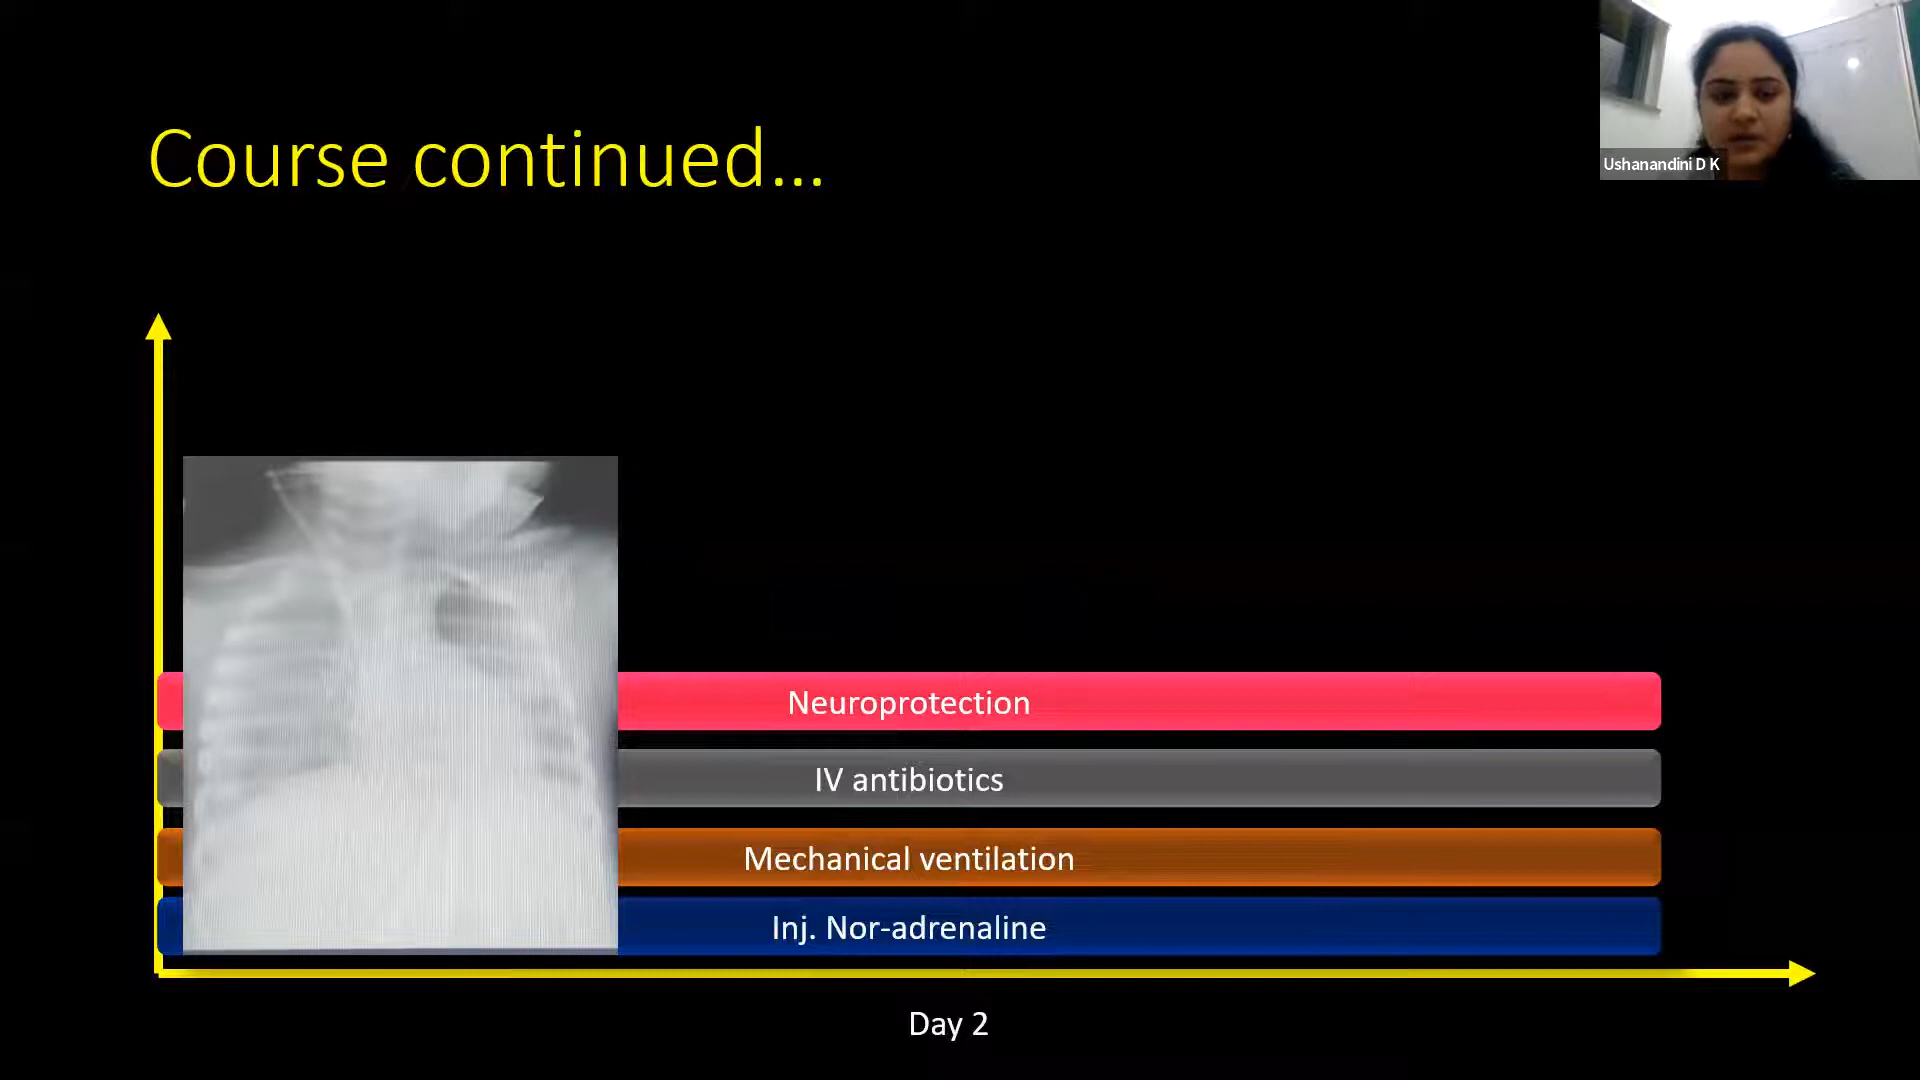 Course continued...
Ushanandini D K
Neuroprotection
IV antibiotics
Mechanical ventilation
Inj. Nor-adrenaline
Day 2